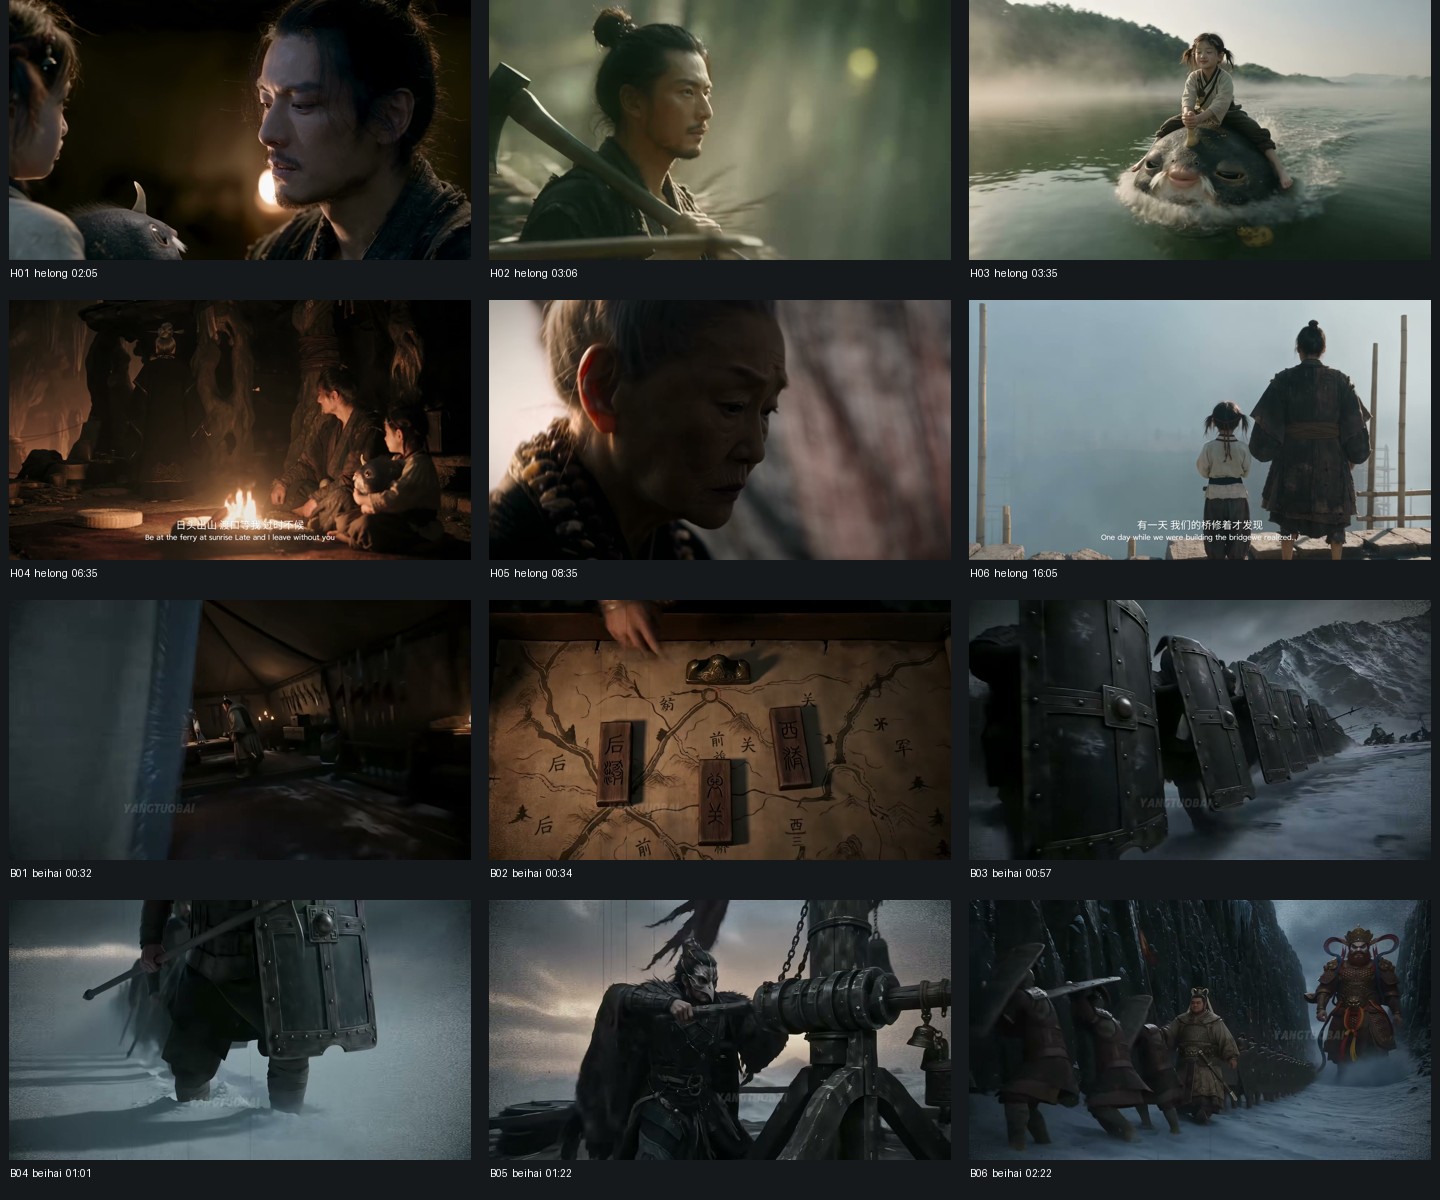 H01 helong 02:05
H02 helong 03:06
H03 helong 03:35
日头出山 渡口等我 过时不候
Be at the ferry at sunrise Late and I leave without you
有一天 我们的桥修着才发现
One day while we were building the bridge we realized...
H04 helong 06:35
H05 helong 08:35
H06 helong 16:05
YANGTUOBAI
关
后
西
前
关
军
后
关
后
西
三
前
YANGTUOBAI
B01 beihai 00:32
B02 beihai 00:34
B03 beihai 00:57
YANGTUOBAI
YANGTUOBAI
YANGTUOBAI
B04 beihai 01:01
B05 beihai 01:22
B06 beihai 02:22